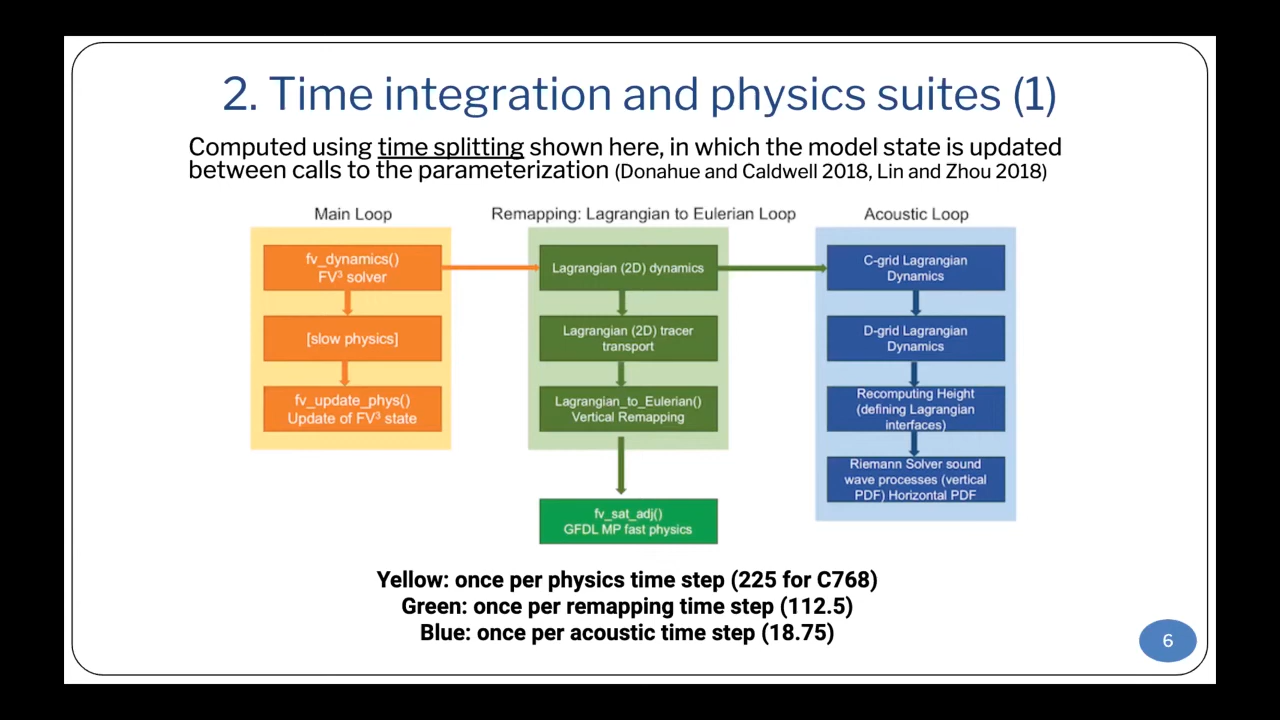 2. Time integration and physics suites (1)
Computed using time splitting shown here, in which the model state is updated
between calls to the parameterization (Donahue and Caldwell 2018, Lin and Zhou 2018)
Main Loop
fv_dynamics()
FV³ solver
[slow physics]
fv_update_phys()
Update of FV³ state
Remapping: Lagrangian to Eulerian Loop
Lagrangian (2D) dynamics
Lagrangian (2D) tracer
transport
Lagrangian_to_Eulerian()
Vertical Remapping
fv_sat_adj()
GFDL MP fast physics
Acoustic Loop
C-grid Lagrangian
Dynamics
D-grid Lagrangian
Dynamics
Recomputing Height
(defining Lagrangian
interfaces)
Riemann Solver sound
wave processes (vertical
PDF) Horizontal PDF
Yellow: once per physics time step (225 for C768)
Green: once per remapping time step (112.5)
Blue: once per acoustic time step (18.75)
6